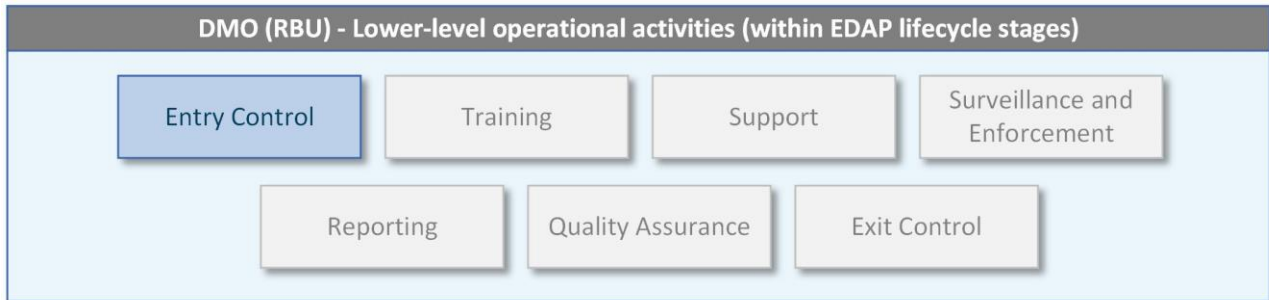 DMO (RBU) - Lower-level operational activities (within EDAP lifecycle stages)
Entry Control
Training
Support
Surveillance and
Enforcement
Reporting
Quality Assurance
Exit Control